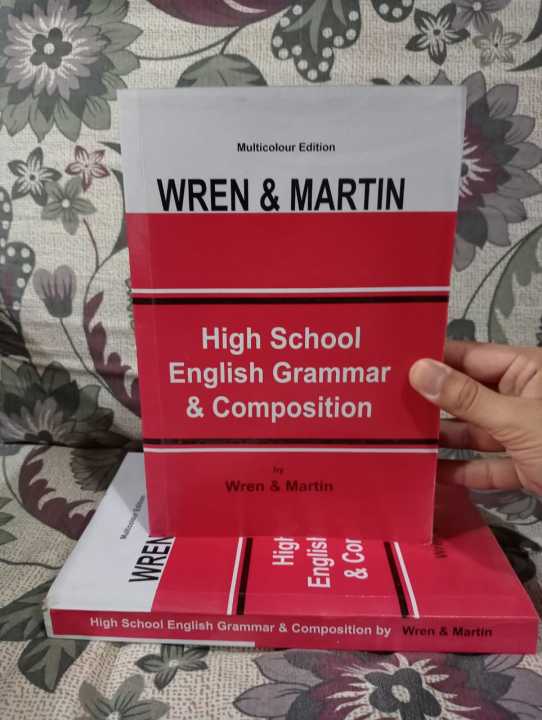 Multicolour Edition
WREN & MARTIN
High School
English Grammar
& Composition
by
Wren & Martin
Multicolour Edition
WREN
High
English
& Cor
High School English Grammar & Composition by Wren & Martin